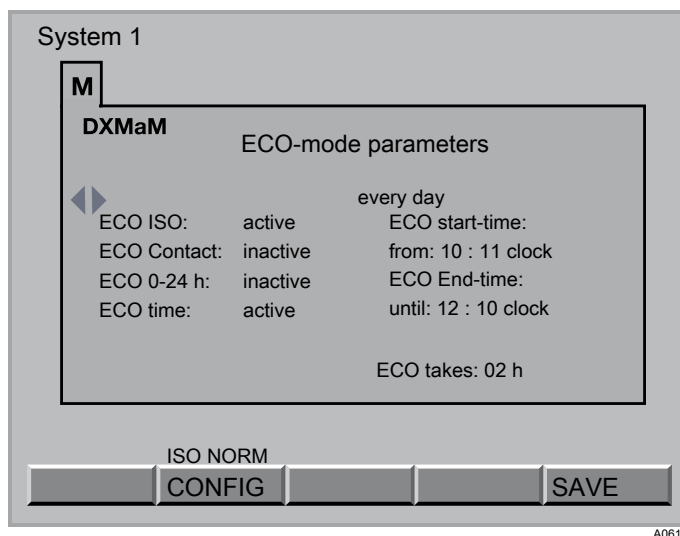 System 1
M
DXMaM
ECO-mode parameters
every day
ECO ISO: active
ECO start-time:
ECO Contact: inactive
from: 10 : 11 clock
ECO 0-24 h: inactive
ECO End-time:
ECO time: active
until: 12 : 10 clock
ECO takes: 02 h
ISO NORM
CONFIG
SAVE
A061